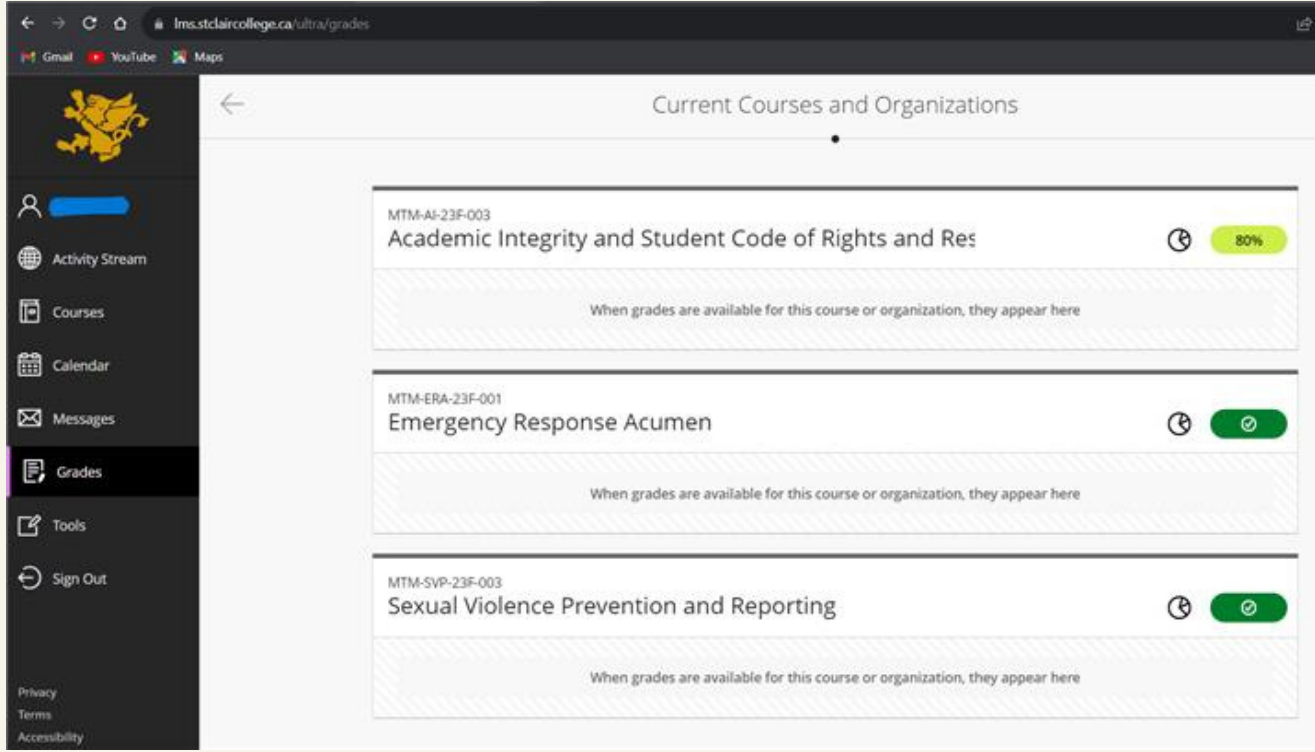 lms.stclaircollege.ca/ultra/grades
Gmail YouTube Maps
Current Courses and Organizations
Activity Stream
Courses
Calendar
Messages
Grades
Tools
Sign Out
Privacy
Terms
Accessibility
MTM-AI-23F-003
Academic Integrity and Student Code of Rights and Res
80%
When grades are available for this course or organization, they appear here
MTM-ERA-23F-001
Emergency Response Acumen
When grades are available for this course or organization, they appear here
MTM-SVP-23F-003
Sexual Violence Prevention and Reporting
When grades are available for this course or organization, they appear here